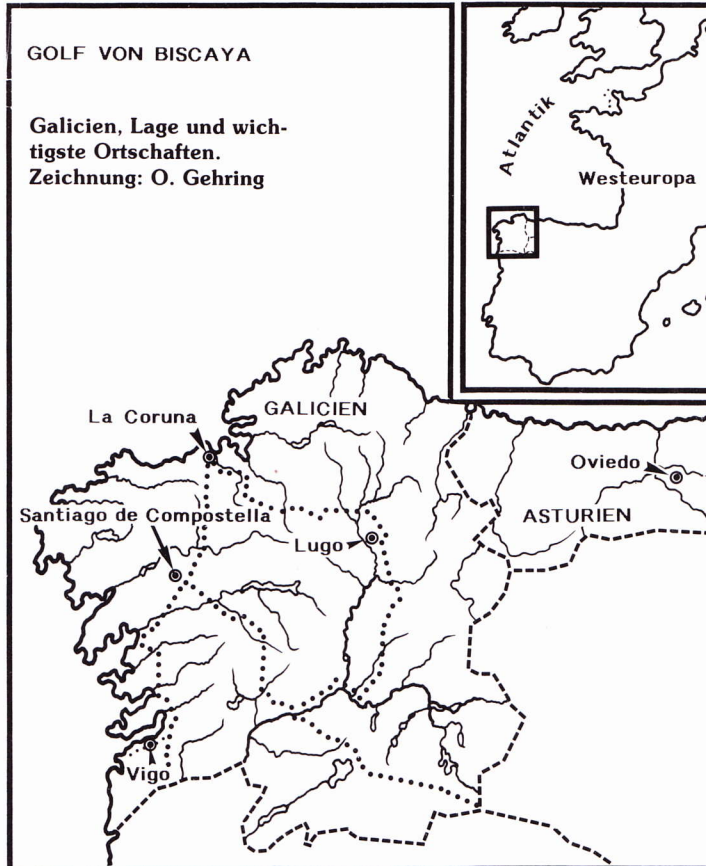 GOLF VON BISCAYA
Galicien, Lage und wich-
tigste Ortschaften.
Zeichnung: O. Gehring
Atlantik
Westeuropa
GALICIEN
La Coruna
Oviedo
Santiago de Compostella
ASTURIEN
Lugo
Vigo